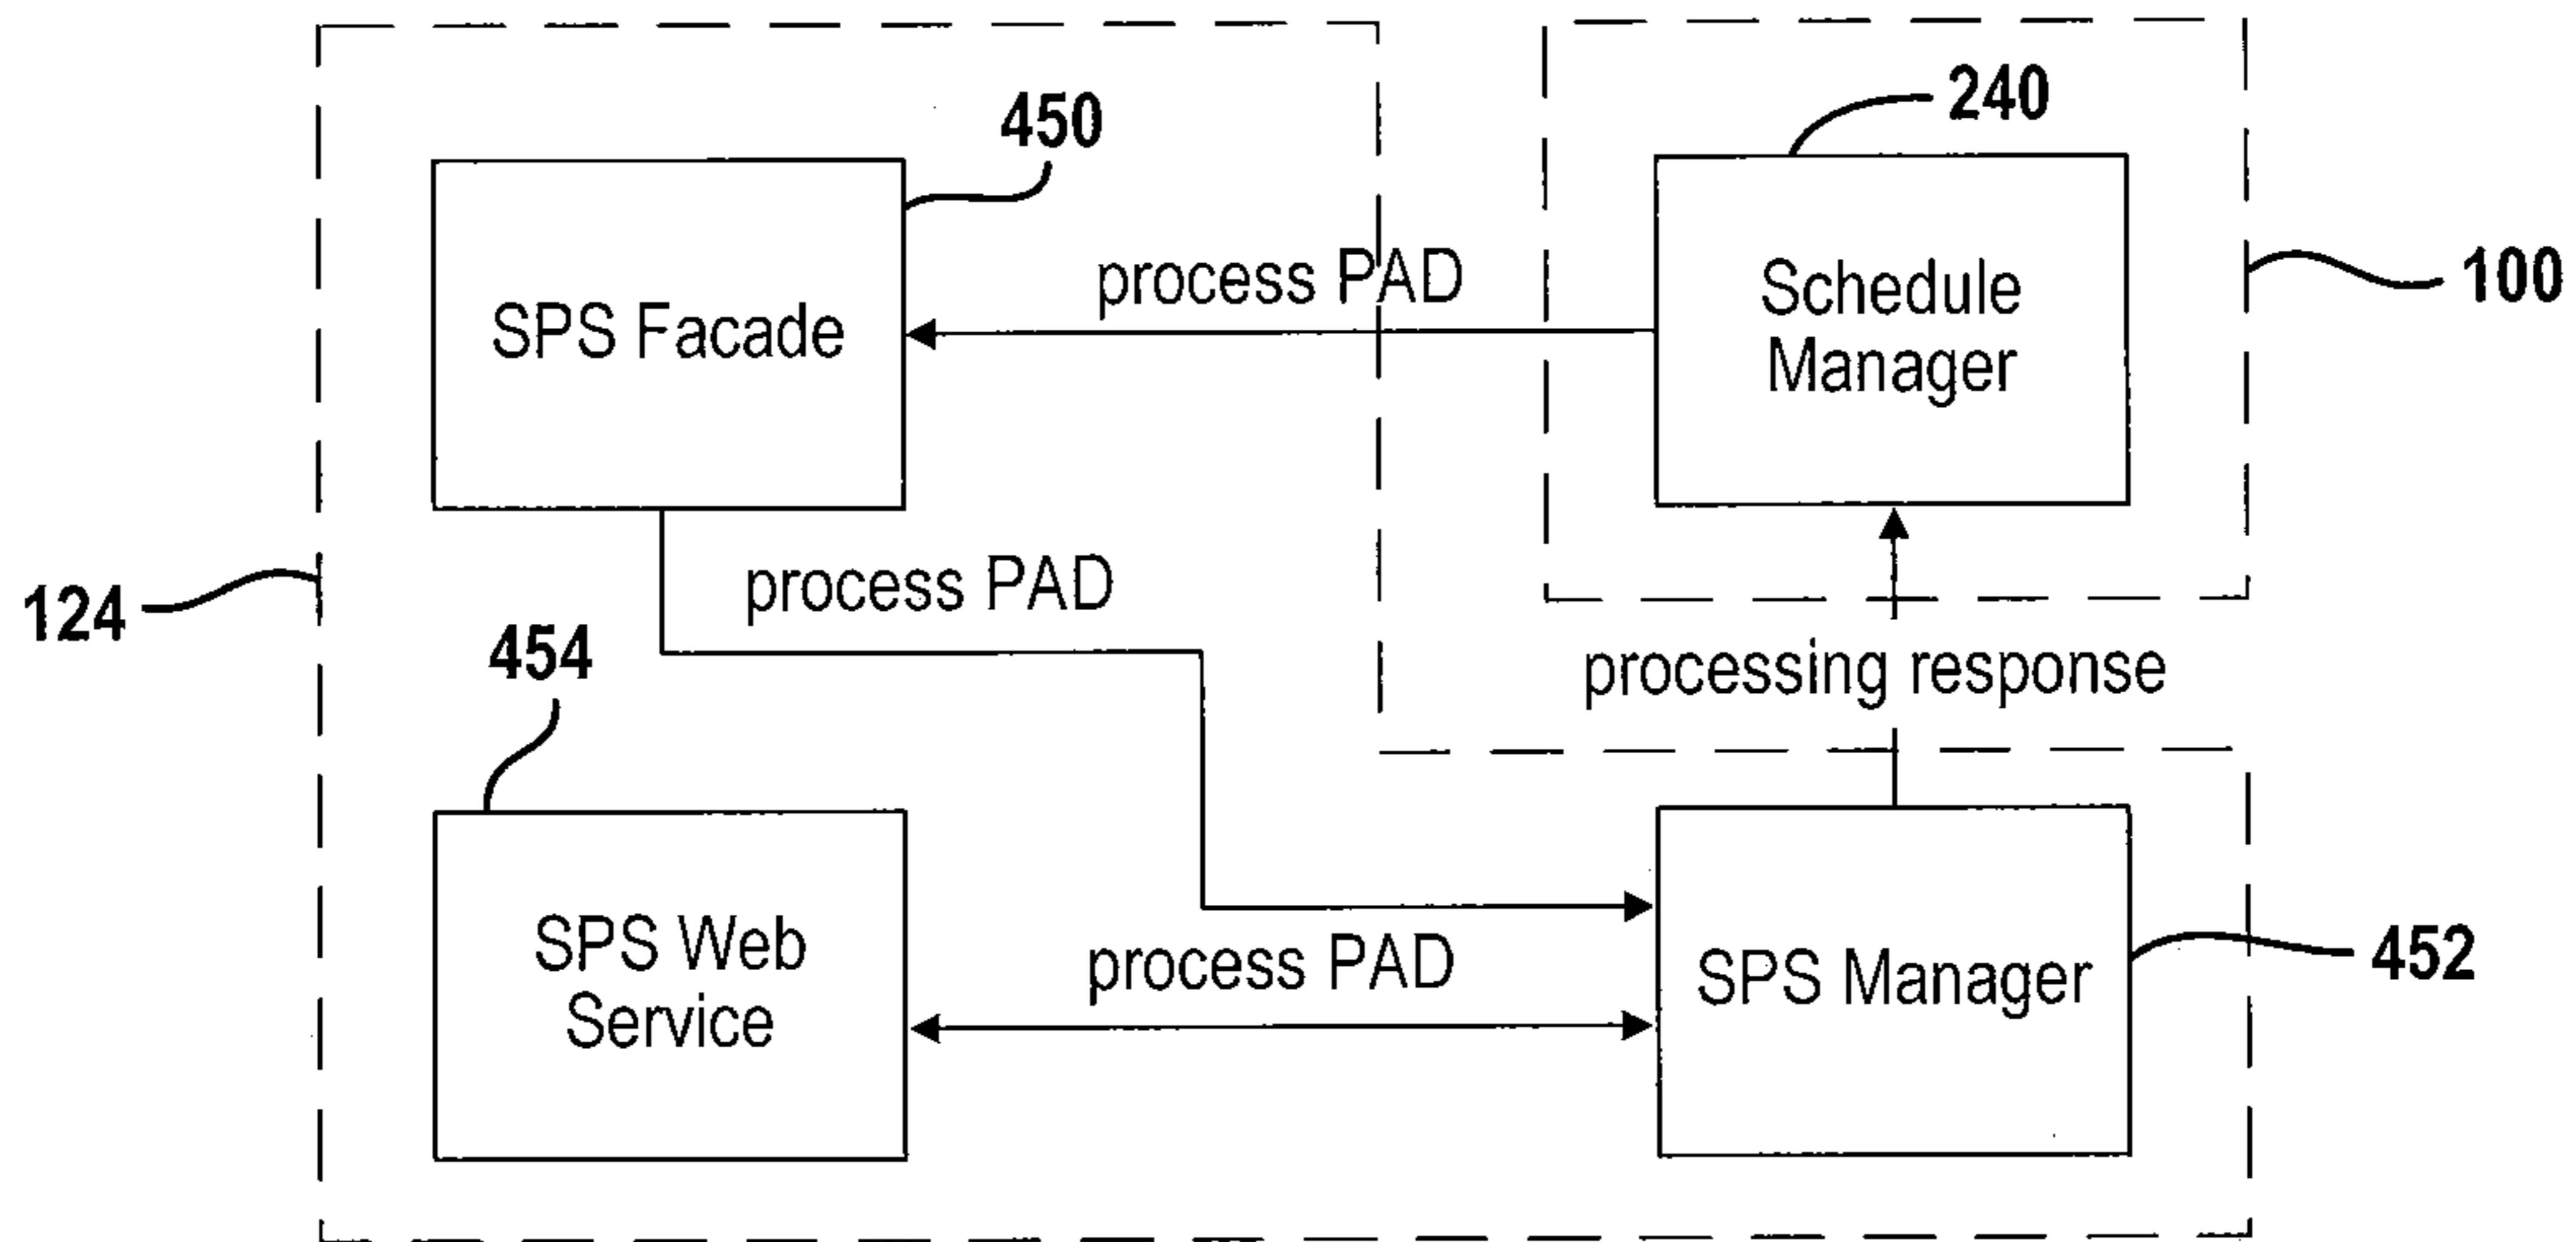 240
450
100
process PAD
Schedule
Manager
SPS Facade
process PAD
124
454
processing response
SPS Web
Service
process PAD
SPS Manager
452